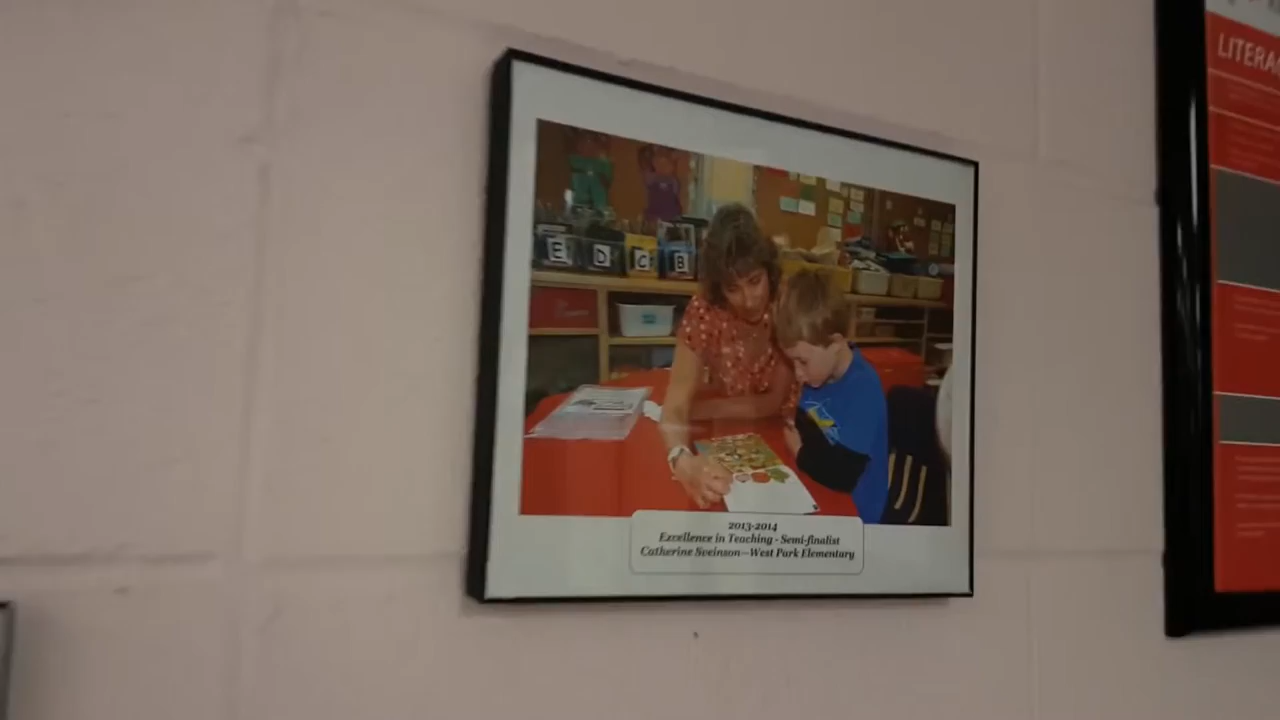 LITERA
E D C B
2013-2014
Excellence in Teaching - Semi-finalist
Catherine Sveinson—West Park Elementary